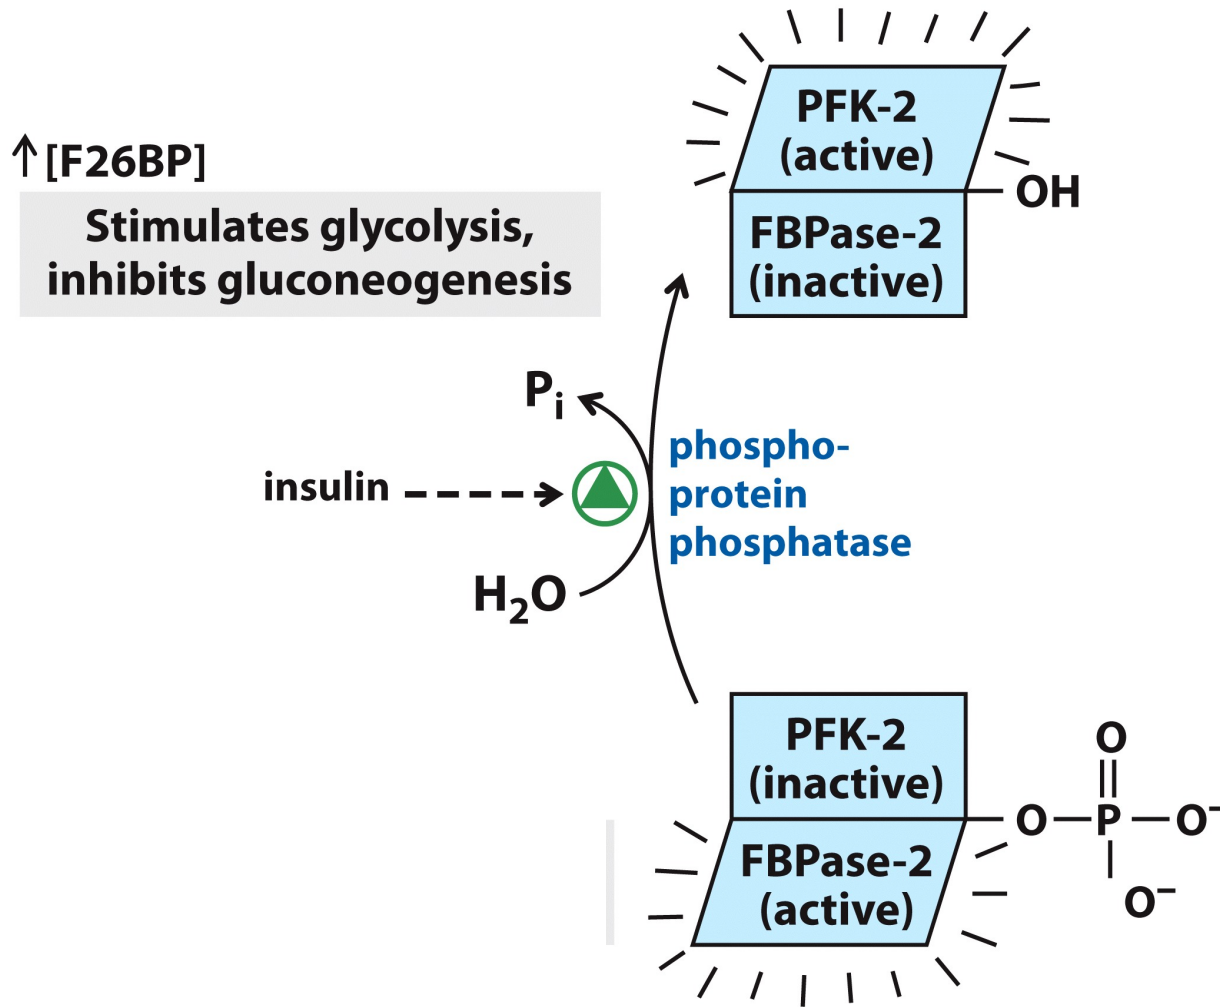 PFK-2
(active)
OH
FBPase-2
(inactive)
↑[F26BP]
Stimulates glycolysis,
inhibits gluconeogenesis
Pi
insulin
phospho-
protein
phosphatase
H2O
PFK-2
(inactive)
FBPase-2
(active)
O
O P O−
O−